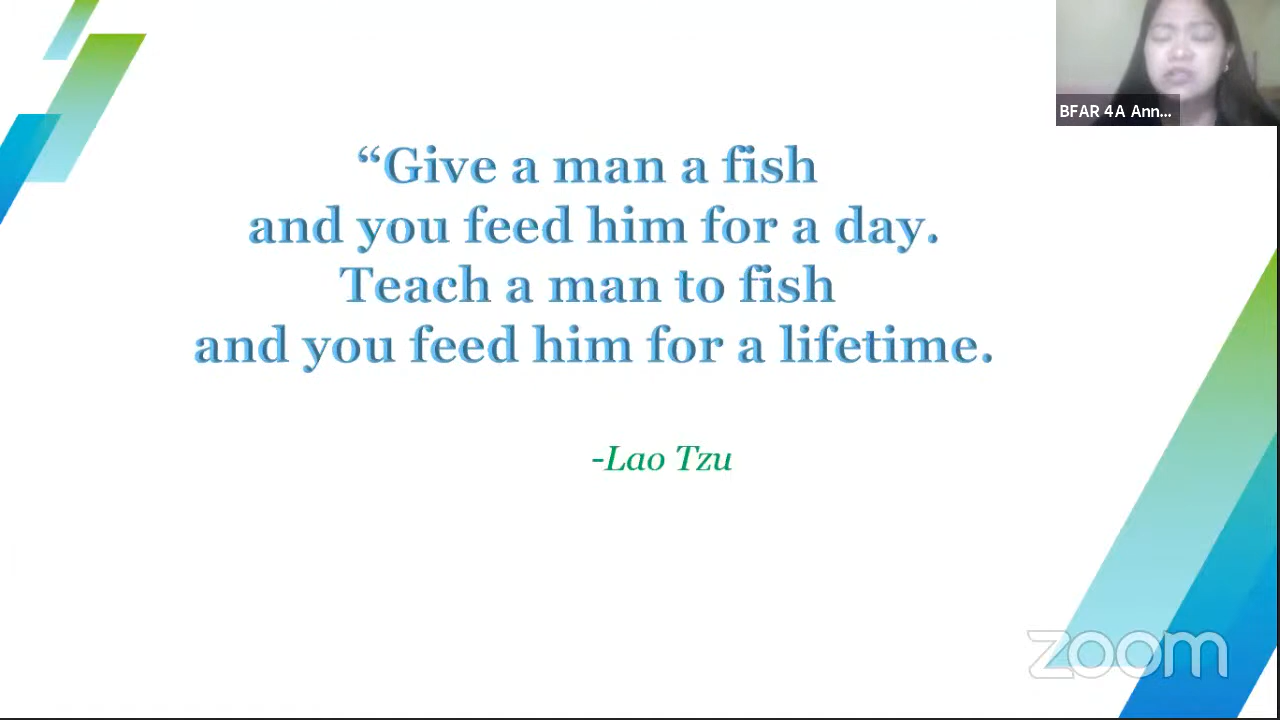 BFAR 4A Ann...
“Give a man a fish
and you feed him for a day.
Teach a man to fish
and you feed him for a lifetime.
-Lao Tzu
zoom